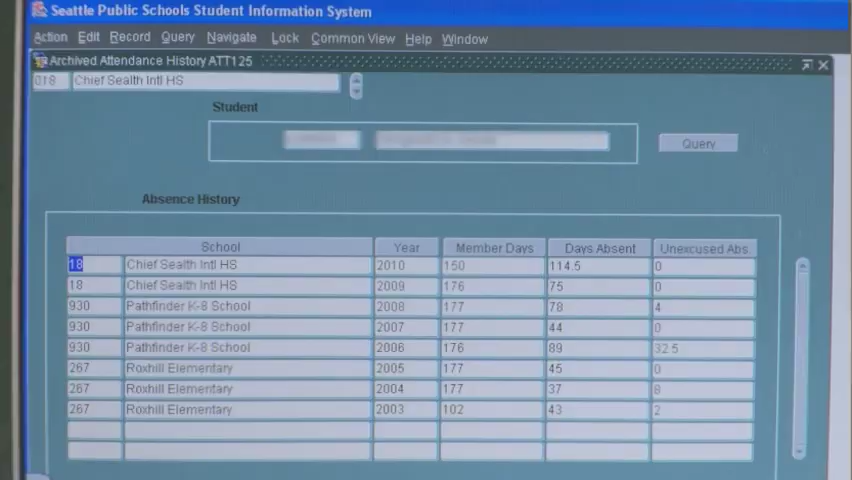 Seattle Public Schools Student Information System
Action Edit Record Query Navigate Lock Common View Help Window
Archived Attendance History ATT125
018 Chief Sealth Intl HS
Student
Query
Absence History
School Year Member Days Days Absent Unexcused Abs.
18 Chief Sealth Intl HS 2010 150 114.5 0
18 Chief Sealth Intl HS 2009 176 75 0
930 Pathfinder K-8 School 2008 177 78 4
930 Pathfinder K-8 School 2007 177 44 0
930 Pathfinder K-8 School 2006 176 89 32.5
267 Roxhill Elementary 2005 177 45 0
267 Roxhill Elementary 2004 177 37 8
267 Roxhill Elementary 2003 102 43 2